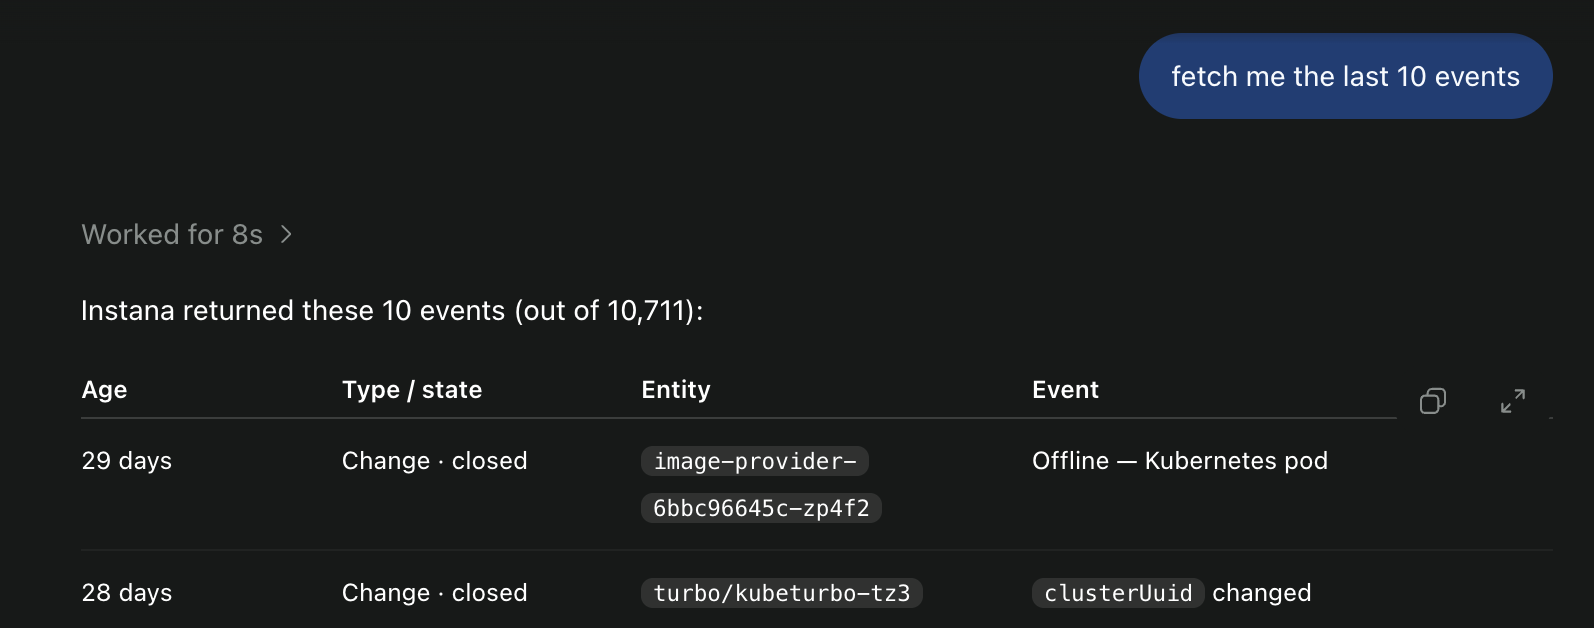 fetch me the last 10 events
Worked for 8s
Instana returned these 10 events (out of 10,711):
Age Type / state Entity Event
29 days Change · closed image-provider- Offline — Kubernetes pod
6bbc96645c-zp4f2
28 days Change · closed turbo/kubeturbo-tz3 clusterUuid changed